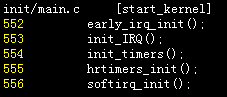 init/main.c [start_kernel]
552 early_irq_init();
553 init_IRQ();
554 init_timers();
555 hrtimers_init();
556 softirq_init();